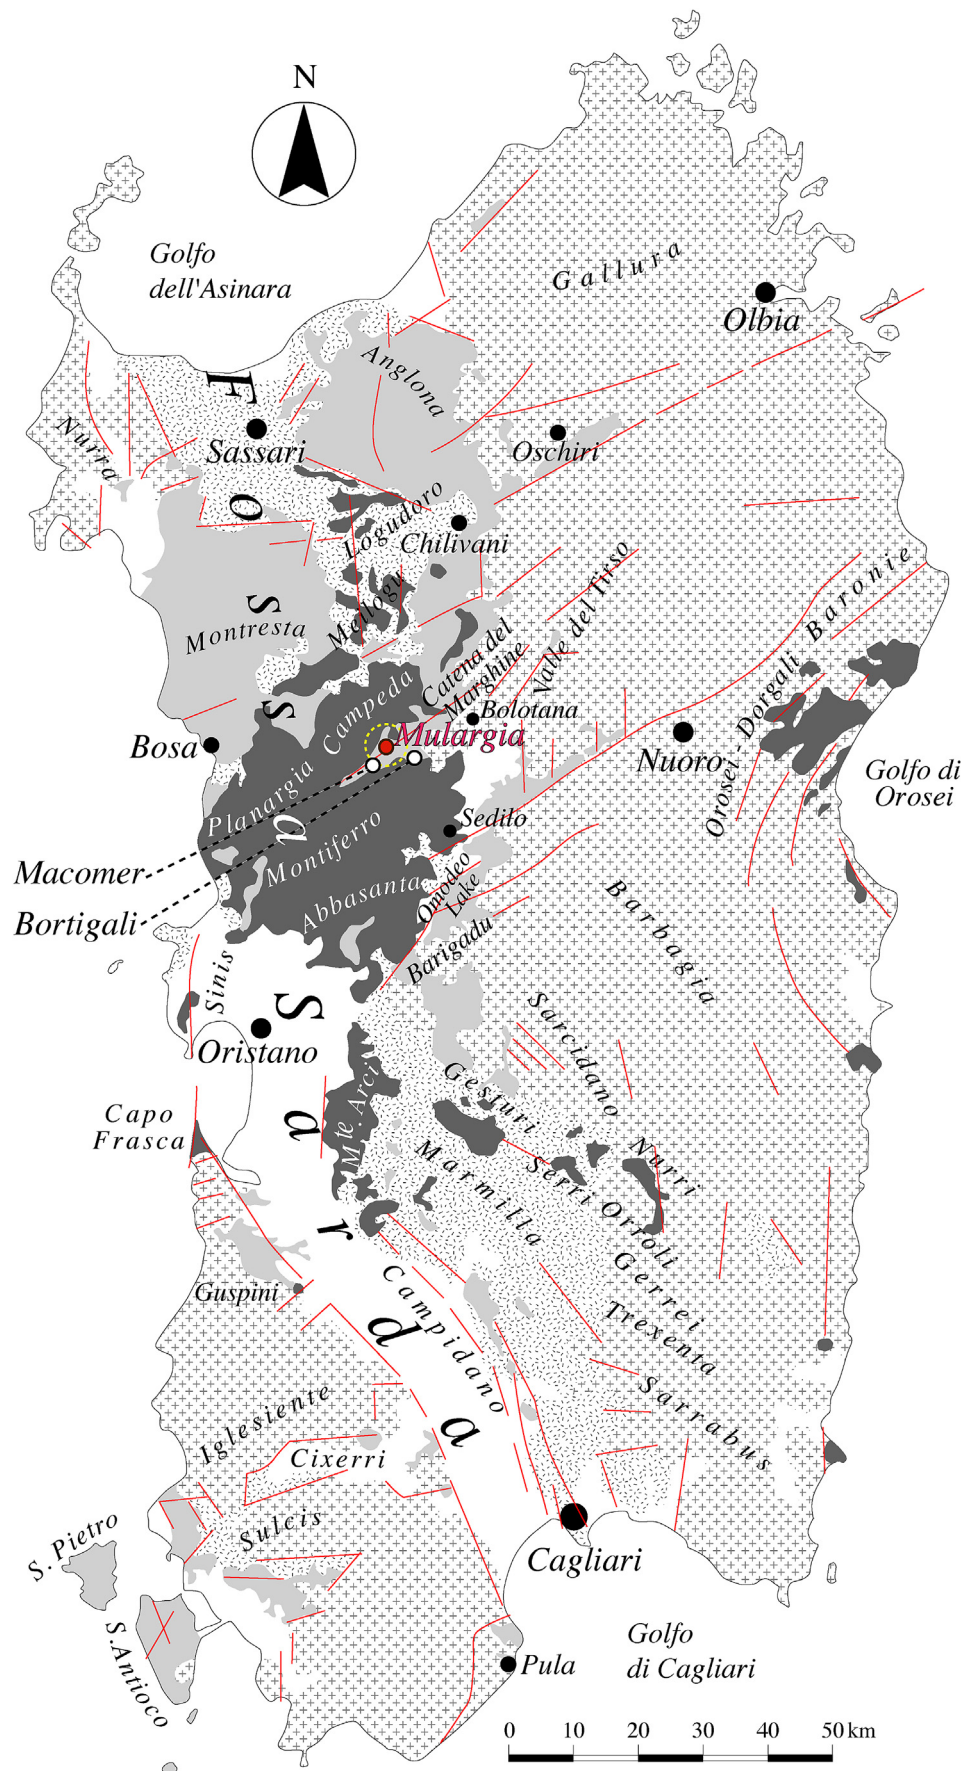 N
Golfo
dell'Asinara
Gallura
Olbia
Anglona
F
Nurra
Sassari
Oschiri
o
Logudoro
Chilivani
Meilogu
s
Montresta
Catena del
Marghine
Valle del Tirso
Baronie
Campeda
s
Bolotana
Mulargia
Bosa
Nuoro
Orosei - Dorgali
Golfo di
Orosei
Planargia
a
Sedilo
Montiferro
Macomer
Abbasanta
Omodeo
Lake
Bortigali
Barigadu
Barbagia
Sinis
S
Sarcidano
Oristano
Gesturi
Mte. Arci
Capo
Frasca
a
Marmilla
Nurri
Serri
Orroli
r
Gerrei
Guspini
Campidano
Trexenta
d
Sarrabus
Iglesiente
a
Cixerri
Sulcis
S. Pietro
Cagliari
S.Antioco
Golfo
di Cagliari
Pula
0 10 20 30 40 50 km